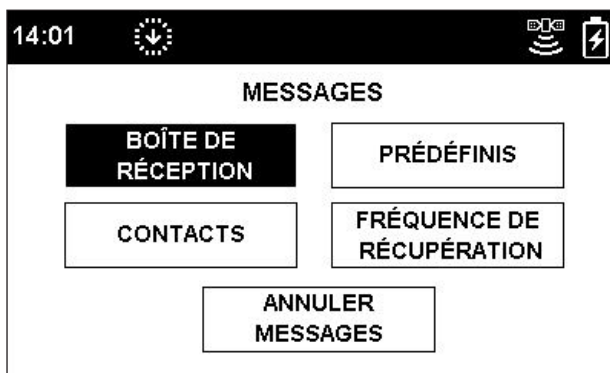 14:01
MESSAGES
BOÎTE DE
RÉCEPTION
PRÉDÉFINIS
CONTACTS
FRÉQUENCE DE
RÉCUPÉRATION
ANNULER
MESSAGES